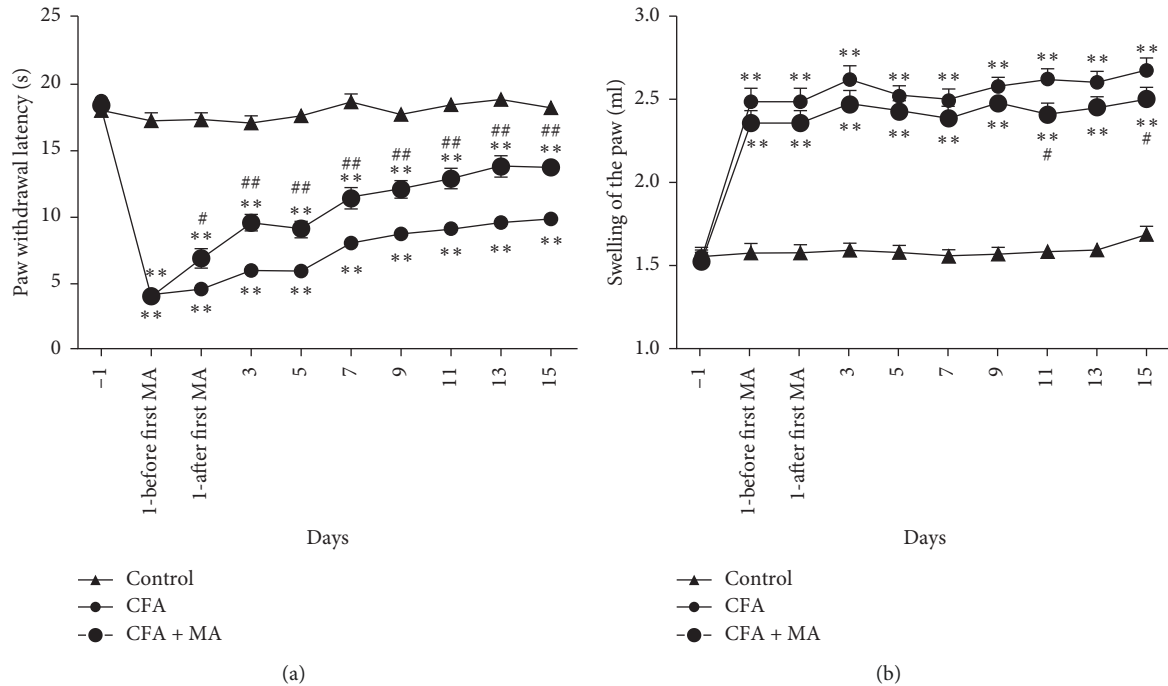 25
20
15
10
5
0
Paw withdrawal latency (s)
** ** ** ** ** ** ** ** **
# ## ## ## ## ## ## ##
** ** ** ** ** ** ** ** **
−1
1-before first MA
1-after first MA
3
5
7
9
11
13
15
Days
Control
CFA
CFA + MA
(a)
3.0
2.5
2.0
1.5
1.0
Swelling of the paw (ml)
** ** ** ** ** ** ** ** **
** ** ** ** ** ** ** ** **
# #
−1
1-before first MA
1-after first MA
3
5
7
9
11
13
15
Days
Control
CFA
CFA + MA
(b)